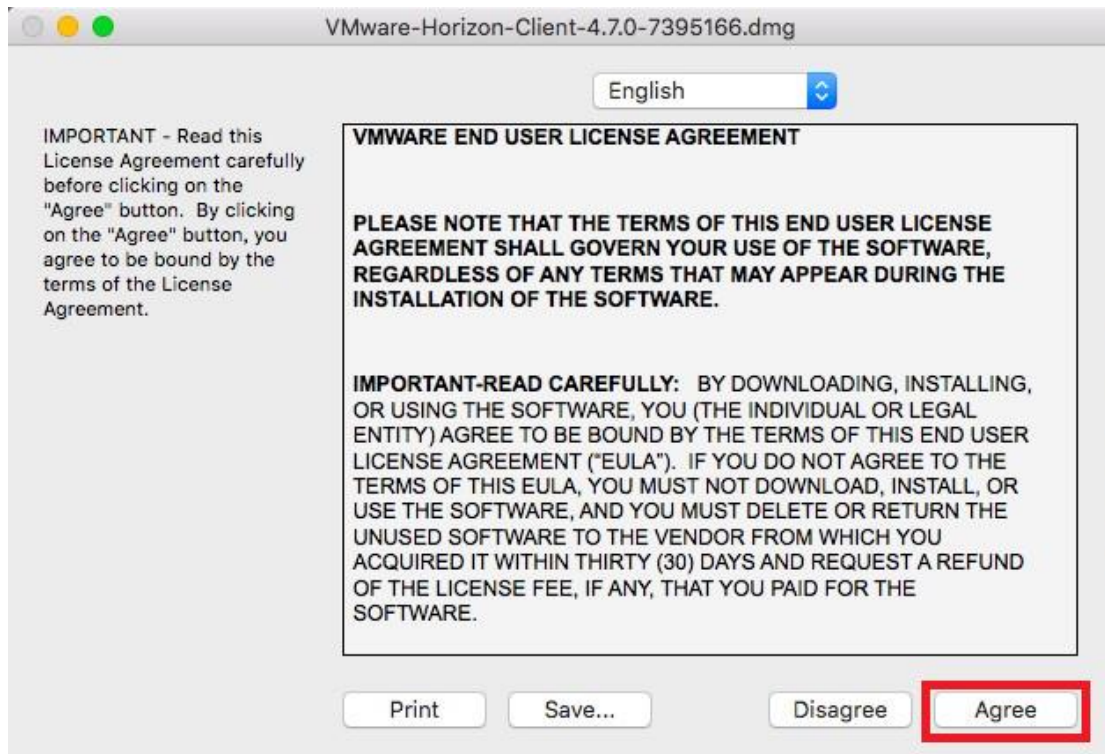 VMware-Horizon-Client-4.7.0-7395166.dmg
English
IMPORTANT - Read this
License Agreement carefully
before clicking on the
"Agree" button.  By clicking
on the "Agree" button, you
agree to be bound by the
terms of the License
Agreement.
VMWARE END USER LICENSE AGREEMENT
PLEASE NOTE THAT THE TERMS OF THIS END USER LICENSE
AGREEMENT SHALL GOVERN YOUR USE OF THE SOFTWARE,
REGARDLESS OF ANY TERMS THAT MAY APPEAR DURING THE
INSTALLATION OF THE SOFTWARE.
IMPORTANT-READ CAREFULLY:   BY DOWNLOADING, INSTALLING,
OR USING THE SOFTWARE, YOU (THE INDIVIDUAL OR LEGAL
ENTITY) AGREE TO BE BOUND BY THE TERMS OF THIS END USER
LICENSE AGREEMENT (“EULA”).  IF YOU DO NOT AGREE TO THE
TERMS OF THIS EULA, YOU MUST NOT DOWNLOAD, INSTALL, OR
USE THE SOFTWARE, AND YOU MUST DELETE OR RETURN THE
UNUSED SOFTWARE TO THE VENDOR FROM WHICH YOU
ACQUIRED IT WITHIN THIRTY (30) DAYS AND REQUEST A REFUND
OF THE LICENSE FEE, IF ANY, THAT YOU PAID FOR THE
SOFTWARE.
Print Save... Disagree Agree